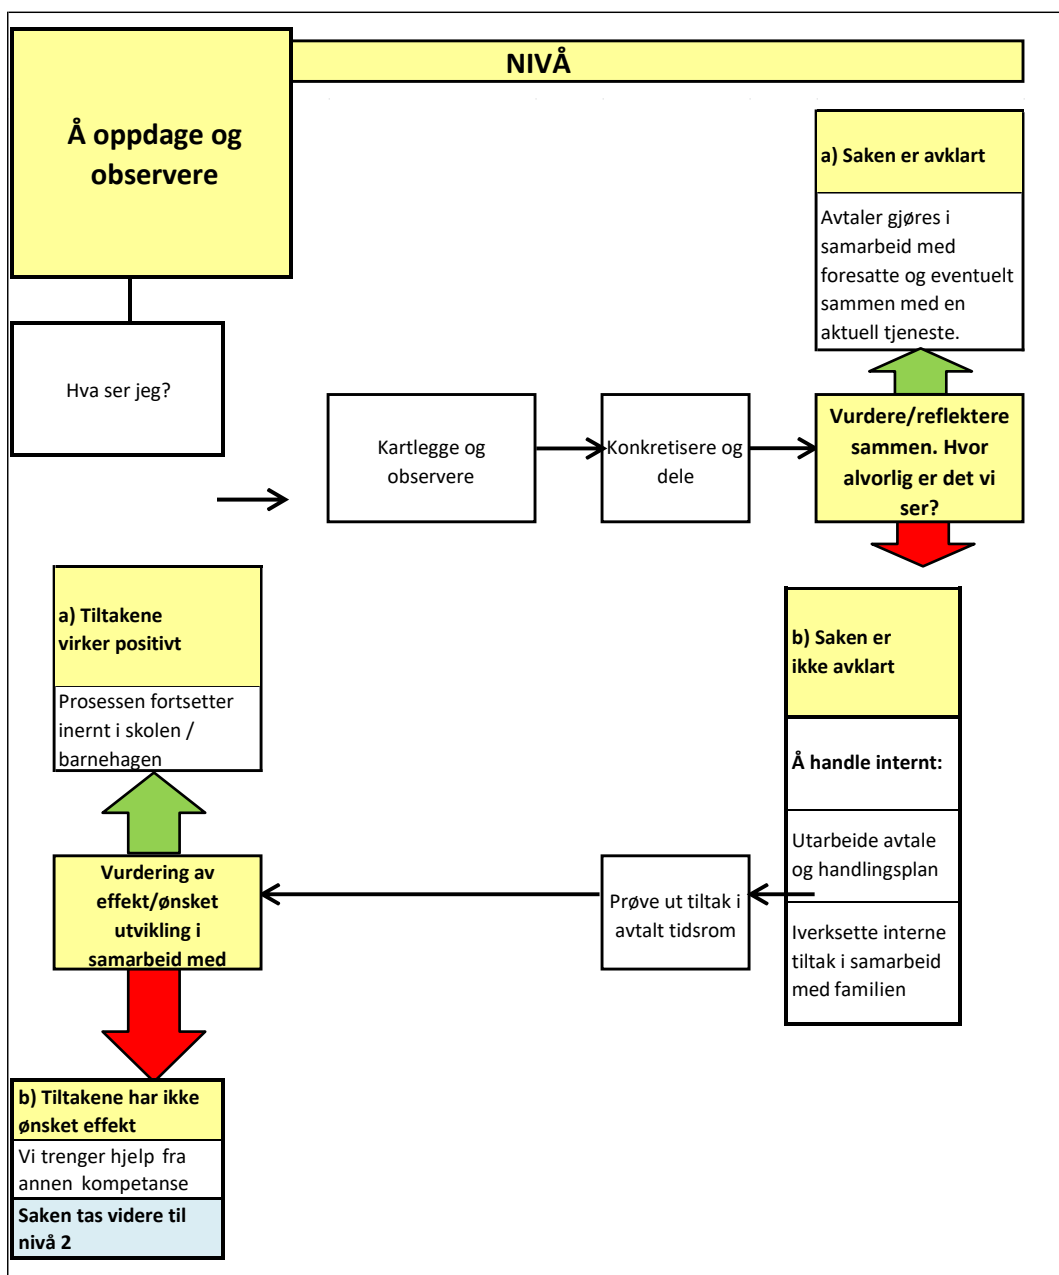 NIVÅ
Å oppdage og
observere
a) Saken er avklart
Avtaler gjøres i
samarbeid med
foresatte og eventuelt
sammen med en
aktuell tjeneste.
Hva ser jeg?
Kartlegge og
observere
Konkretisere og
dele
Vurdere/reflektere
sammen. Hvor
alvorlig er det vi
ser?
a) Tiltakene
virker positivt
Prosessen fortsetter
inernt i skolen /
barnehagen
b) Saken er
ikke avklart
Å handle internt:
Utarbeide avtale
og handlingsplan
Iverksette interne
tiltak i samarbeid
med familien
Prøve ut tiltak i
avtalt tidsrom
Vurdering av
effekt/ønsket
utvikling i
samarbeid med
b) Tiltakene har ikke
ønsket effekt
Vi trenger hjelp fra
annen kompetanse
Saken tas videre til
nivå 2